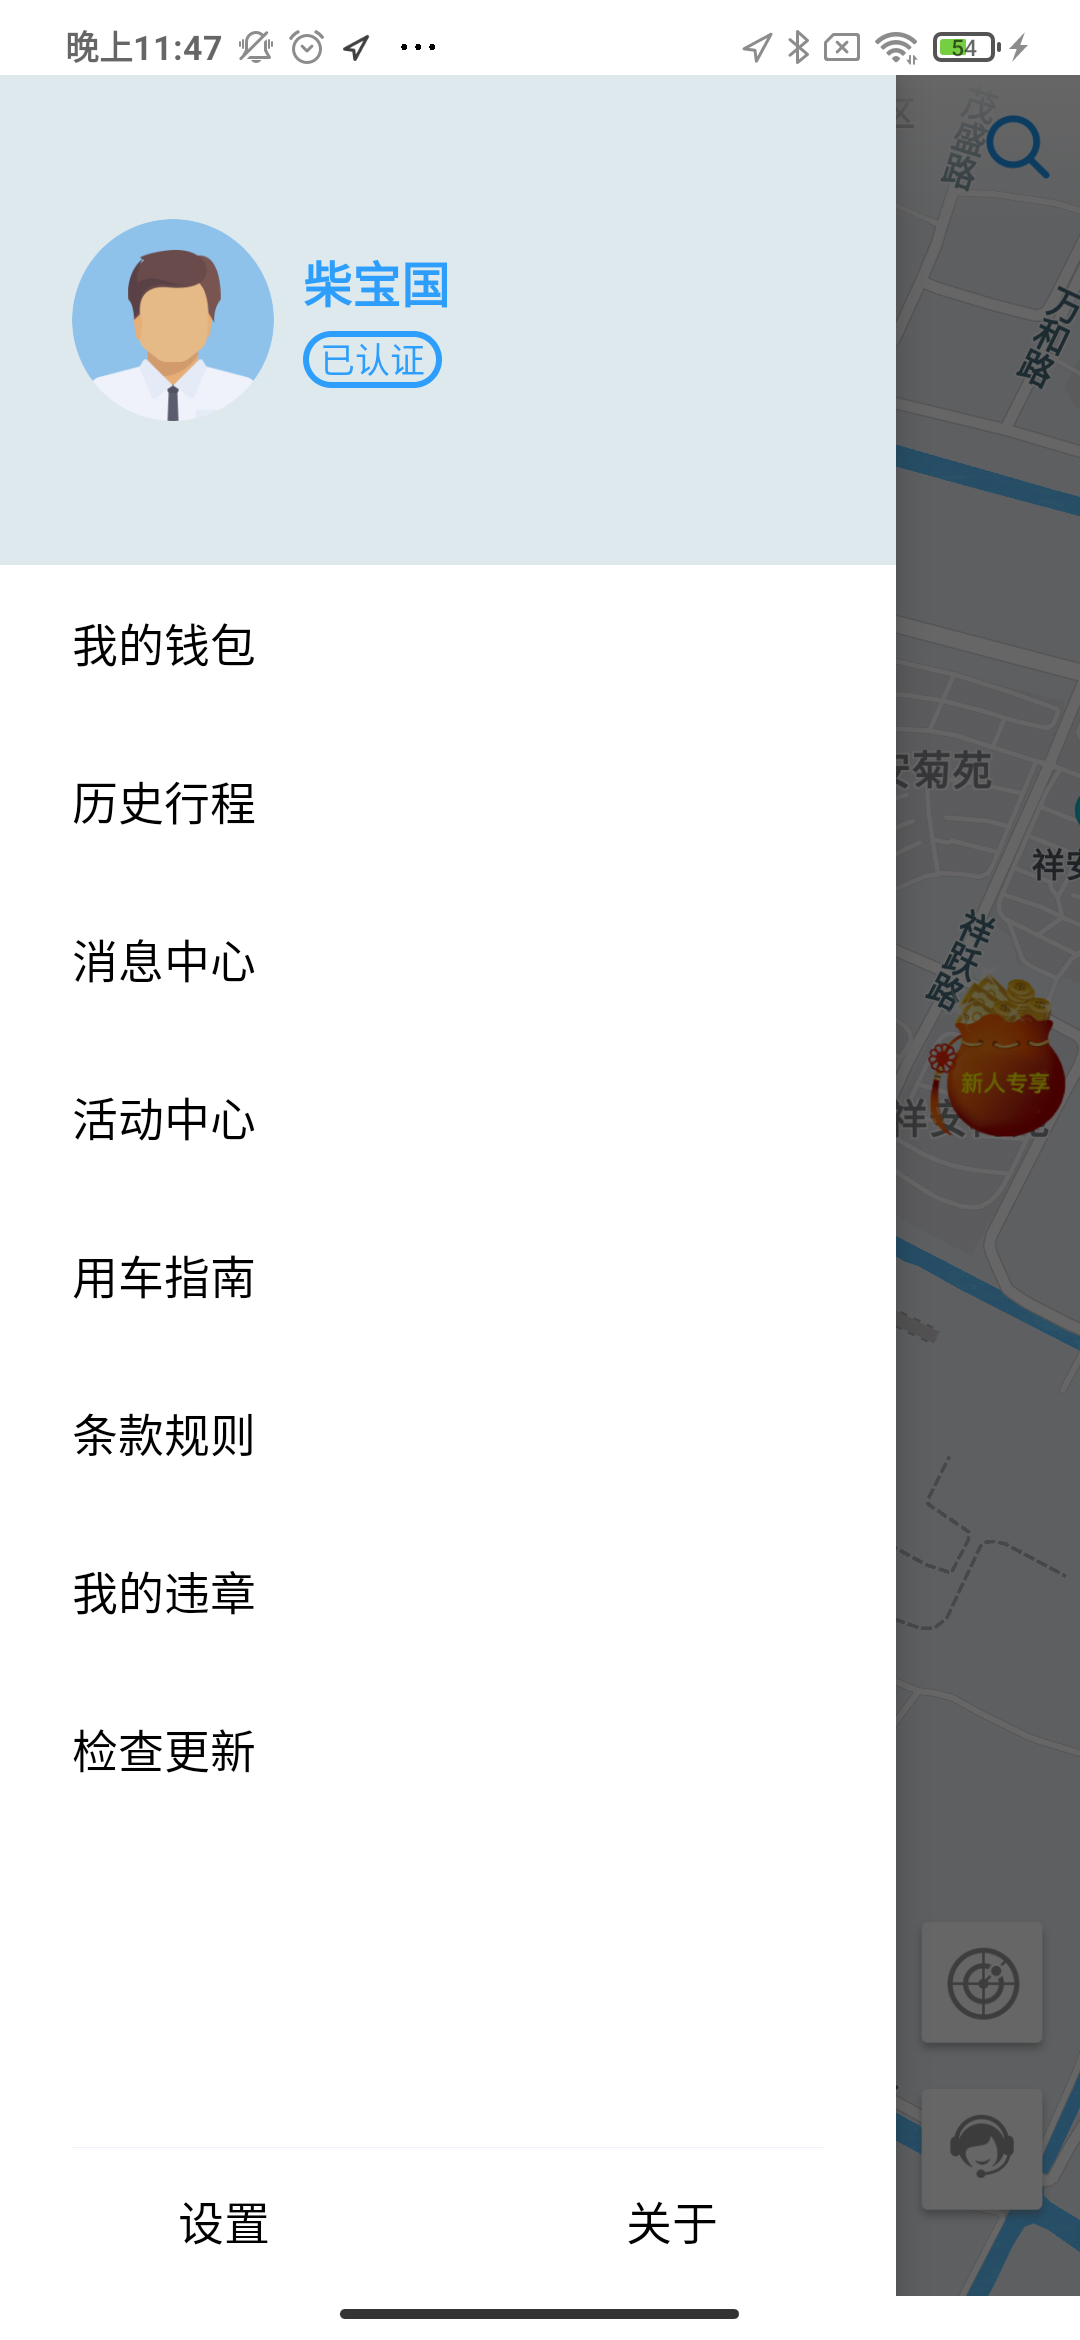 晚上11:47
54
柴宝国
已认证
我的钱包
历史行程
消息中心
活动中心
用车指南
条款规则
我的违章
检查更新
设置
关于
区
茂盛路
万和路
安菊苑
祥安
祥跃路
新人专享
祥安